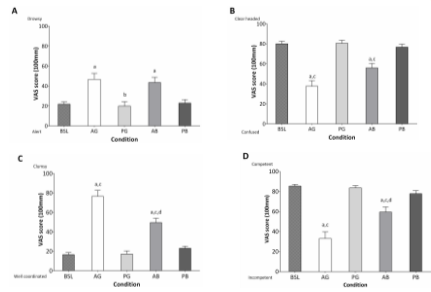 A
Drowsy
VAS score (100mm)
100
80
60
40
20
0
a
b
a
Alert
BSL
AG
PG
AB
PB
Condition
B
clear-headed
VAS score (100mm)
100
80
60
40
20
0
a,c
a,c
Confused
BSL
AG
PG
AB
PB
Condition
C
Clumsy
VAS score (100mm)
100
80
60
40
20
0
a,c
a,c,d
Well-coordinated
BSL
AG
PG
AB
PB
Condition
D
Competent
VAS score (100mm)
100
80
60
40
20
0
a,c
a,c,d
Incompetent
BSL
AG
PG
AB
PB
Condition